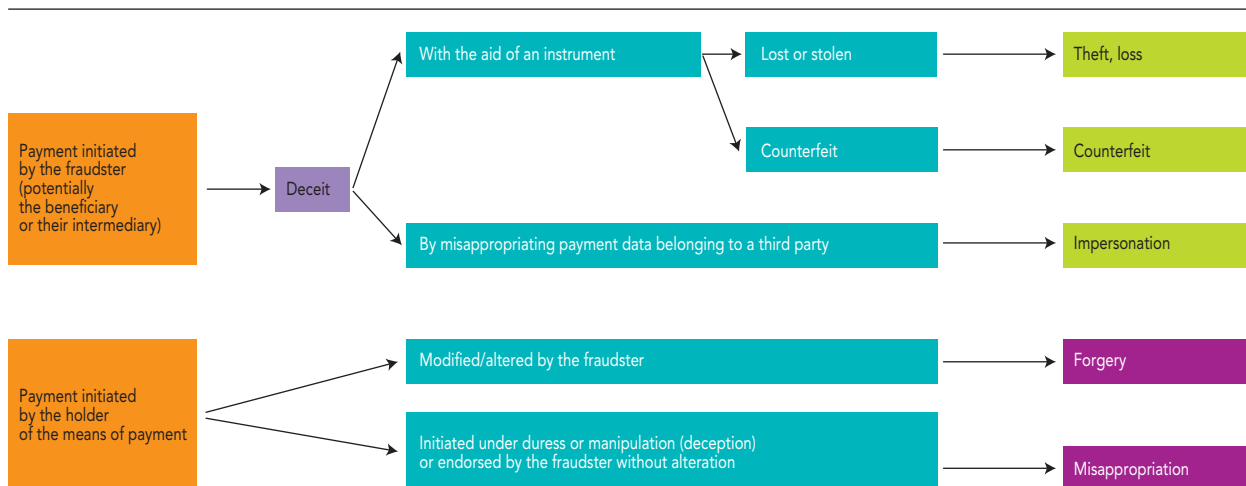 With the aid of an instrument
Lost or stolen
Theft, loss
Payment initiated
by the fraudster
(potentially
the beneficiary
or their intermediary)
Deceit
Counterfeit
Counterfeit
By misappropriating payment data belonging to a third party
Impersonation
Payment initiated
by the holder
of the means of payment
Modified/altered by the fraudster
Forgery
Initiated under duress or manipulation (deception)
or endorsed by the fraudster without alteration
Misappropriation